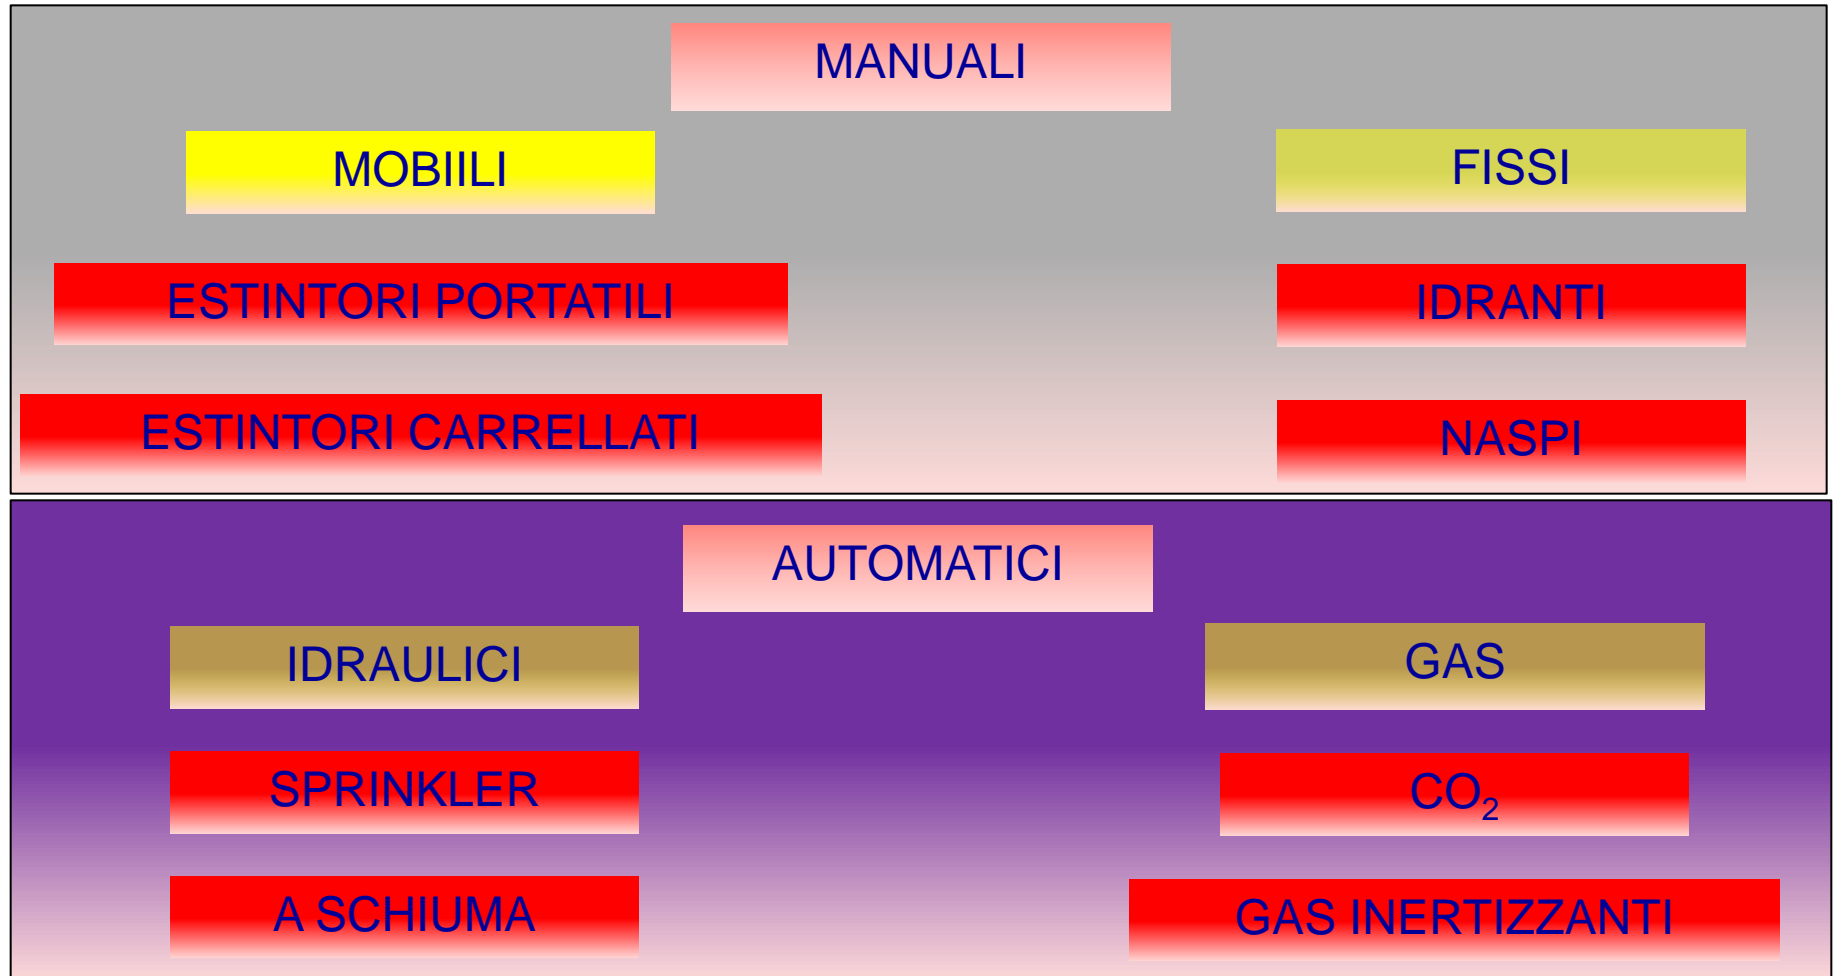 MANUALI
MOBIILI
FISSI
ESTINTORI PORTATILI
IDRANTI
ESTINTORI CARRELLATI
NASPI
AUTOMATICI
IDRAULICI
GAS
SPRINKLER
CO₂
A SCHIUMA
GAS INERTIZZANTI